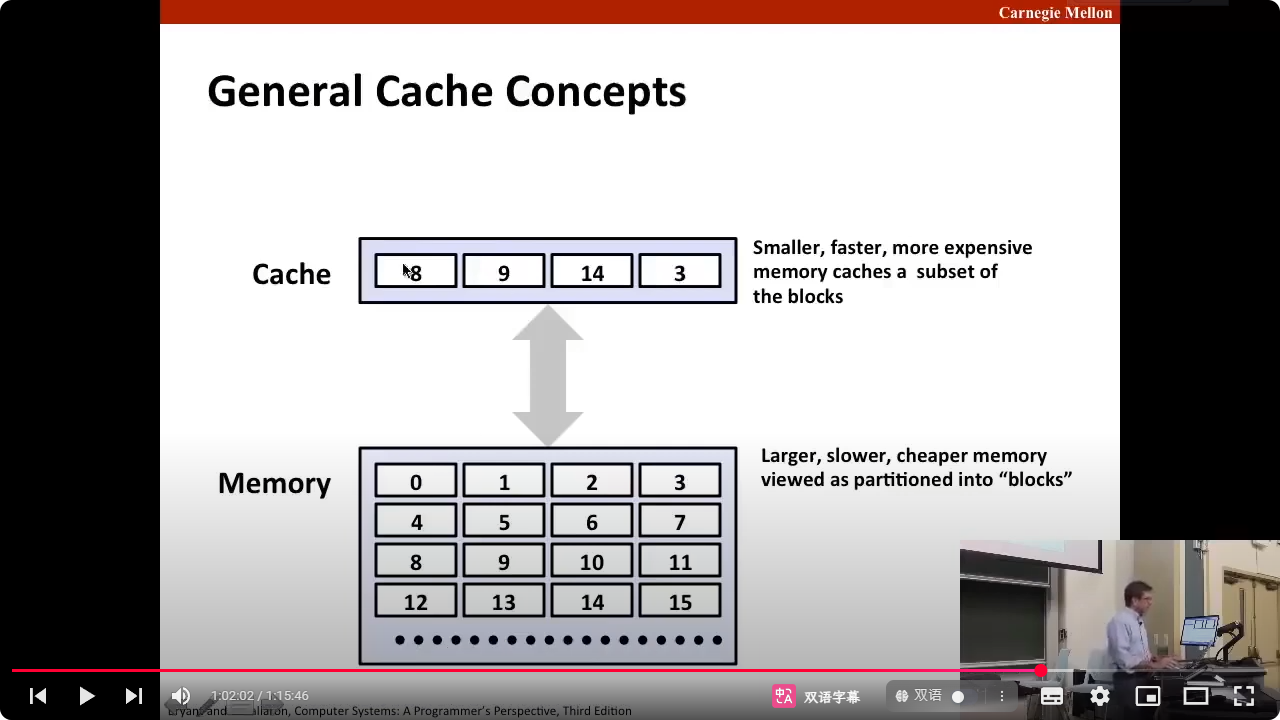 Carnegie Mellon
General Cache Concepts
Cache
8
9
14
3
Smaller, faster, more expensive
memory caches a subset of
the blocks
Memory
0
1
2
3
4
5
6
7
8
9
10
11
12
13
14
15
Larger, slower, cheaper memory
viewed as partitioned into “blocks”
1:02:02 / 1:15:46
双语字幕
双语
Computer Systems: A Programmer's Perspective, Third Edition